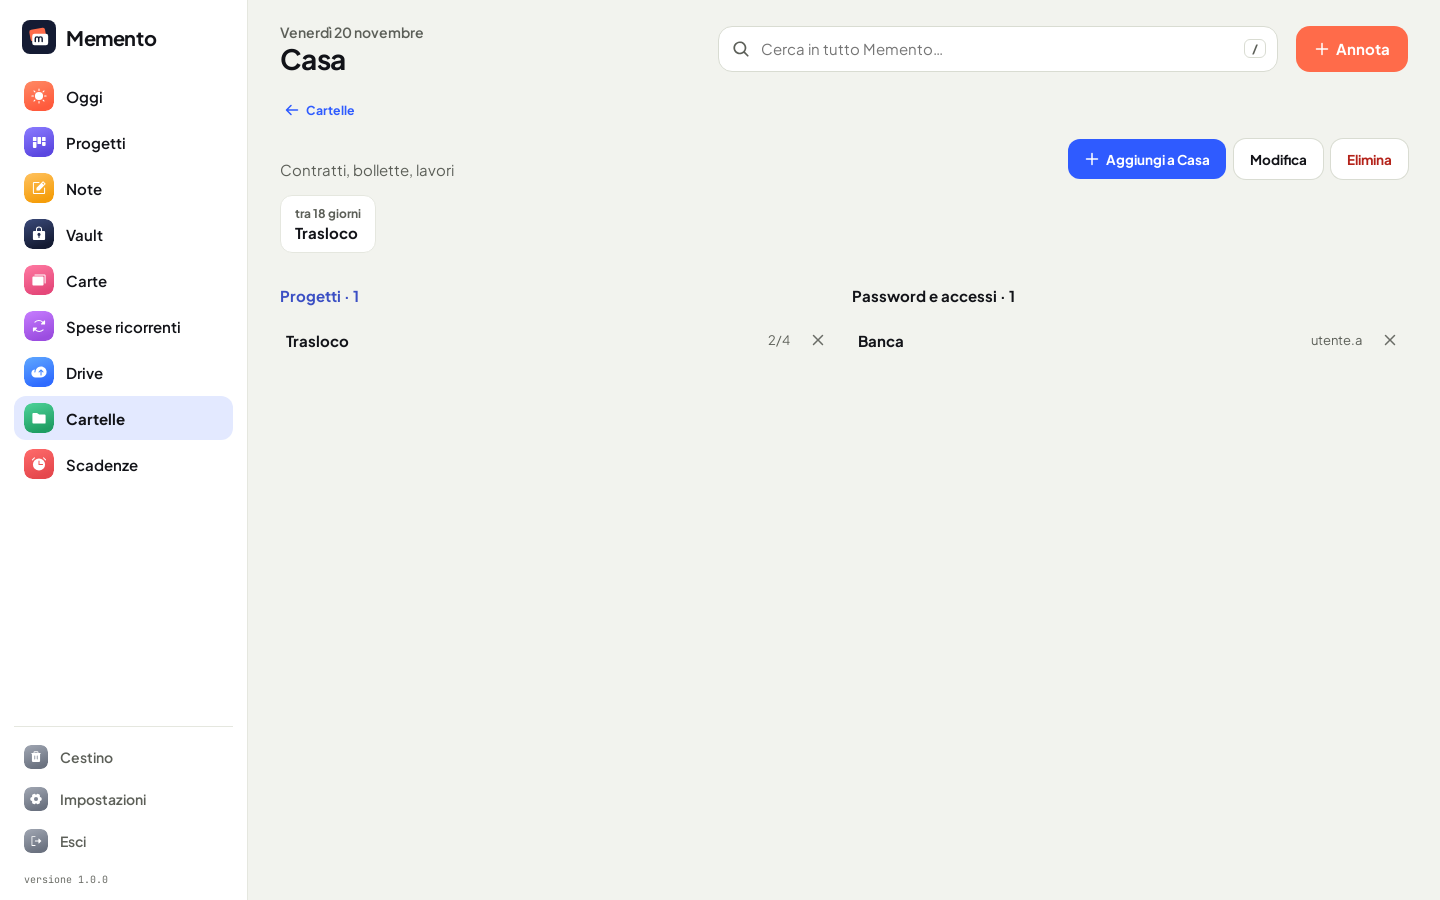 Memento
Oggi
Progetti
Note
Vault
Carte
Spese ricorrenti
Drive
Cartelle
Scadenze
Cestino
Impostazioni
Esci
versione 1.0.0
Venerdì 20 novembre
Casa
Cerca in tutto Memento...
/
Annota
Cartelle
Contratti, bollette, lavori
Aggiungi a Casa
Modifica
Elimina
tra 18 giorni
Trasloco
Progetti · 1
Trasloco
2/4
Password e accessi · 1
Banca
utente.a